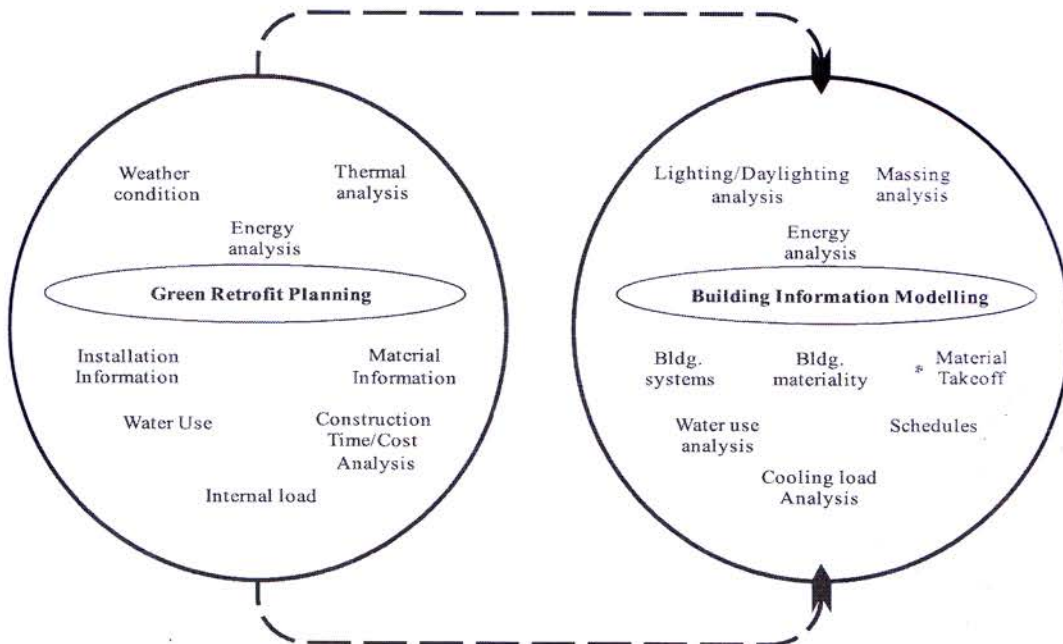 Weather
condition
Thermal
analysis
Energy
analysis
Green Retrofit Planning
Installation
Information
Material
Information
Water Use
Construction
Time/Cost
Analysis
Internal load
Lighting/Daylighting
analysis
Massing
analysis
Energy
analysis
Building Information Modelling
Bldg.
systems
Bldg.
materiality
* Material
Takeoff
Water use
analysis
Schedules
Cooling load
Analysis